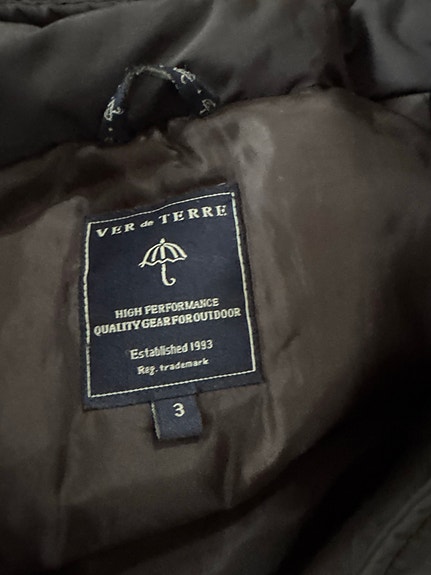 VER de TERRE
HIGH PERFORMANCE
QUALITY GEAR FOR OUTDOOR
Established 1993
Reg. trademark
3